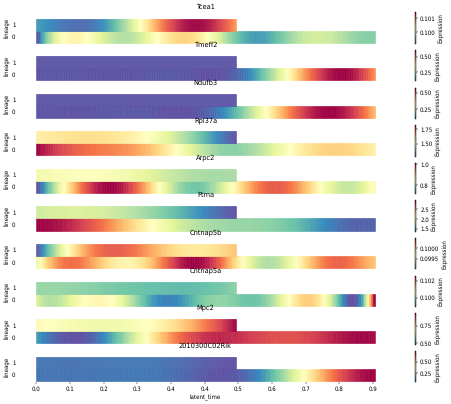 Tcea1
lineage 1 0
0.101 0.100 Expression
Tmeff2
lineage 1 0
0.50 0.25 Expression
Ndufb3
lineage 1 0
0.50 0.25 Expression
Rpl37a
lineage 1 0
1.75 1.50 Expression
Arpc2
lineage 1 0
1.0 0.8 Expression
Ptma
lineage 1 0
2.5 2.0 1.5 Expression
Cntnap5b
lineage 1 0
0.1000 0.0995 Expression
Cntnap5a
lineage 1 0
0.102 0.100 Expression
Mpc2
lineage 1 0
0.75 0.50 Expression
2010300C02Rik
lineage 1 0
0.50 0.25 Expression
0.0 0.1 0.2 0.3 0.4 0.5 0.6 0.7 0.8 0.9
latent_time